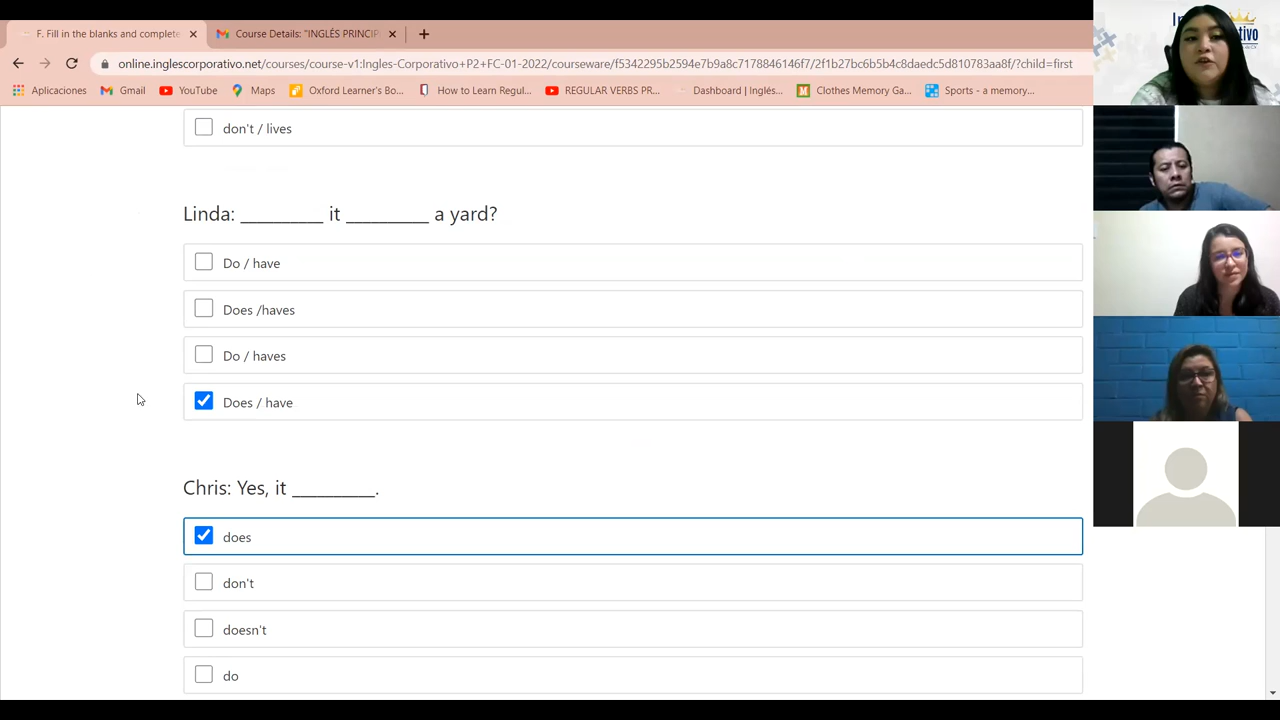 F. Fill in the blanks and complete
Course Details: "INGLÉS PRINCIP
online.inglescorporativo.net/courses/course-v1:Ingles-Corporativo+P2+FC-01-2022/courseware/f5342295b2594e7b9a8c7178846146f7/2f1b27bc6b5b4c8daedc5d810783aa8f/?child=first
Aplicaciones Gmail YouTube Maps Oxford Learner's Bo... How to Learn Regul... REGULAR VERBS PR... Dashboard | Inglés... Clothes Memory Ga... Sports - a memory...
don't / lives
Linda: __________ it __________ a yard?
Do / have
Does /haves
Do / haves
Does / have
Chris: Yes, it __________.
does
don't
doesn't
do